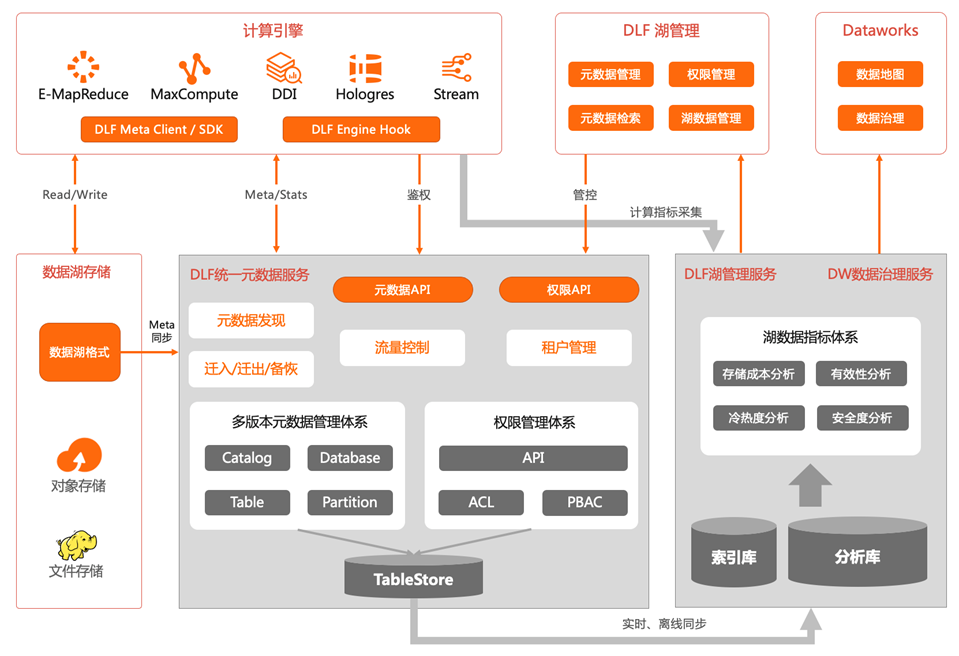 计算引擎
E-MapReduce
MaxCompute
DDI
Hologres
Stream
DLF Meta Client / SDK
DLF Engine Hook
DLF 湖管理
元数据管理
权限管理
元数据检索
湖数据管理
Dataworks
数据地图
数据治理
Read/Write
Meta/Stats
鉴权
管控
计算指标采集
数据湖存储
数据湖格式
对象存储
文件存储
Meta
同步
DLF统一元数据服务
元数据API
权限API
元数据发现
迁入/迁出/备恢
流量控制
租户管理
多版本元数据管理体系
Catalog
Database
Table
Partition
权限管理体系
API
ACL
PBAC
TableStore
DLF湖管理服务
DW数据治理服务
湖数据指标体系
存储成本分析
有效性分析
冷热度分析
安全度分析
索引库
分析库
实时、离线同步